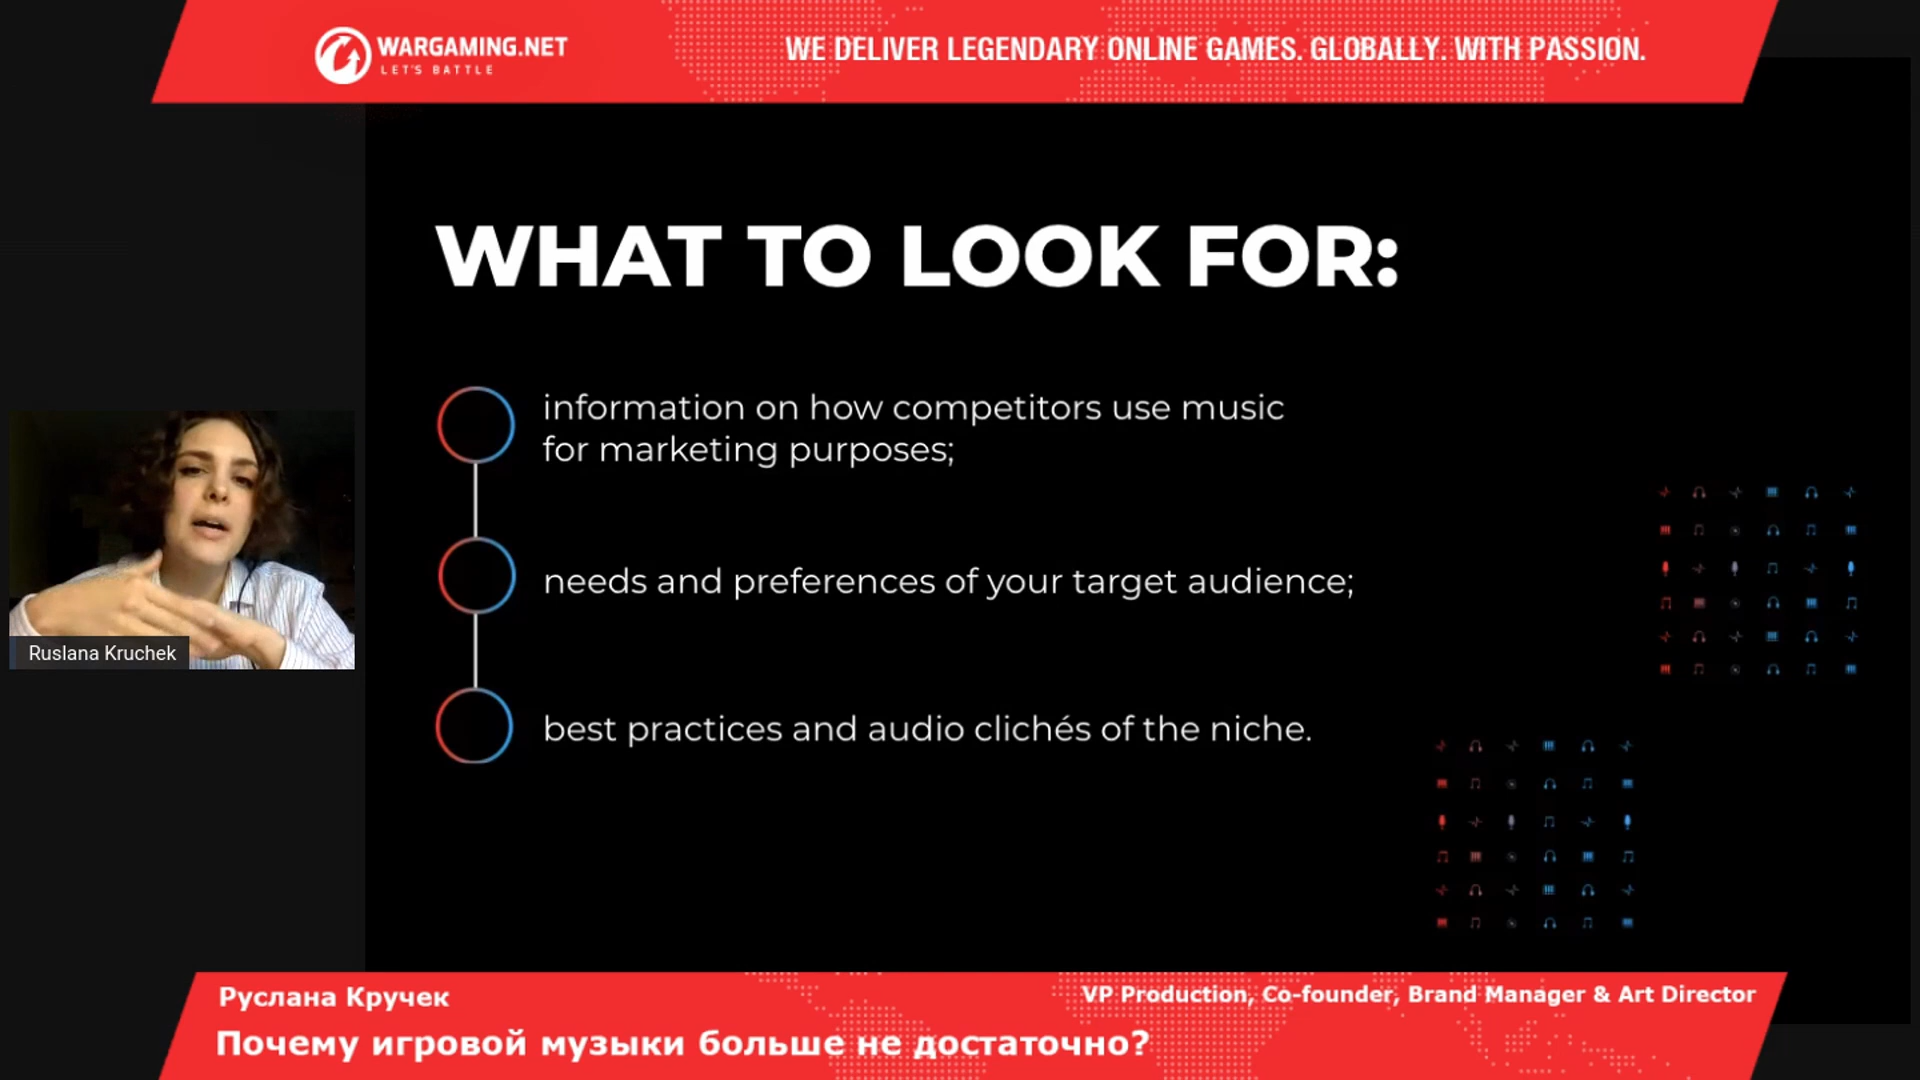 WARGAMING.NET
LET'S BATTLE
WE DELIVER LEGENDARY ONLINE GAMES. GLOBALLY. WITH PASSION.
WHAT TO LOOK FOR:
information on how competitors use music
for marketing purposes;
needs and preferences of your target audience;
best practices and audio clichés of the niche.
Ruslana Kruchek
Руслана Кручек
VP Production, Co-founder, Brand Manager & Art Director
Почему игровой музыки больше не достаточно?